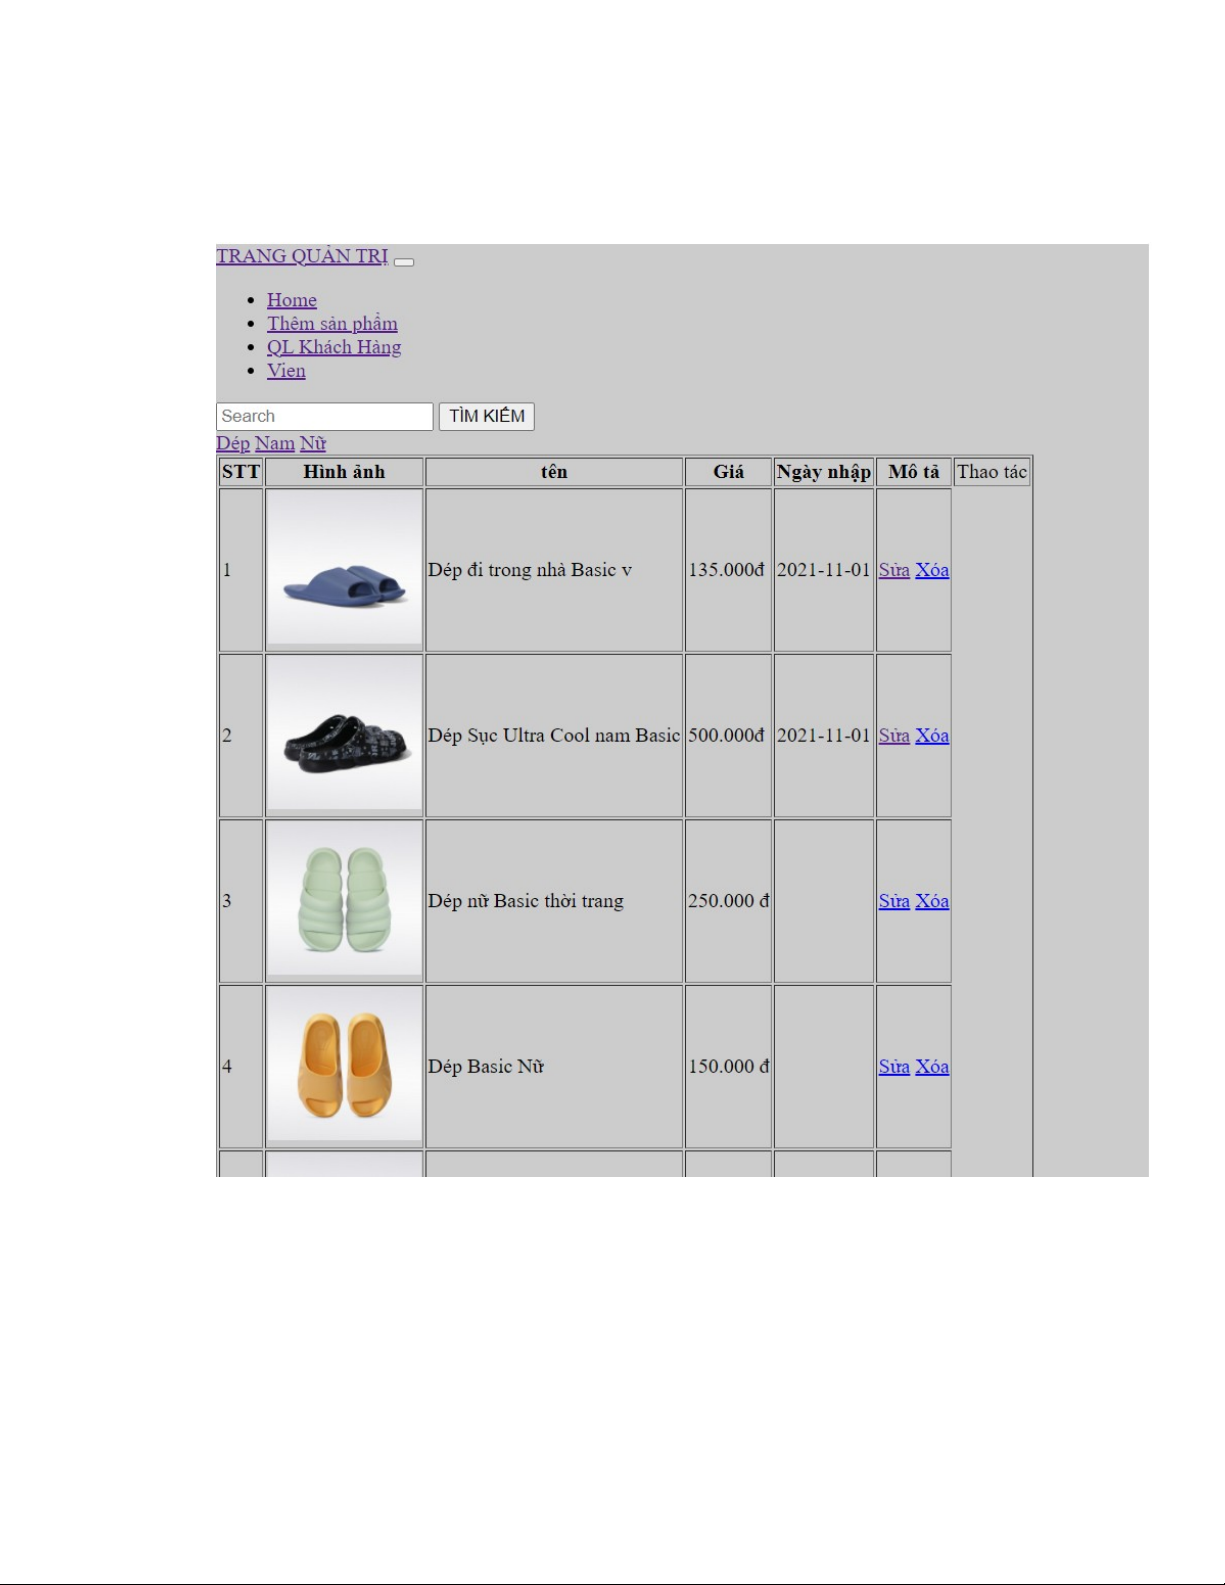 TRANG QUẢN TRỊ
Home
Thêm sản phẩm
QL Khách Hàng
Vien
Search TÌM KIẾM
Dép Nam Nữ
STT Hình ảnh tên Giá Ngày nhập Mô tả Thao tác
1 Dép đi trong nhà Basic v 135.000đ 2021-11-01 Sửa Xóa
2 Dép Sục Ultra Cool nam Basic 500.000đ 2021-11-01 Sửa Xóa
3 Dép nữ Basic thời trang 250.000 đ Sửa Xóa
4 Dép Basic Nữ 150.000 đ Sửa Xóa